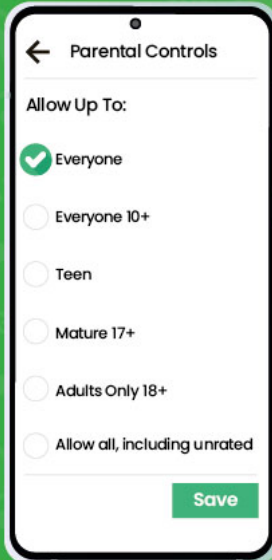 Parental Controls
Allow Up To:
Everyone
Everyone 10+
Teen
Mature 17+
Adults Only 18+
Allow all, including unrated
Save